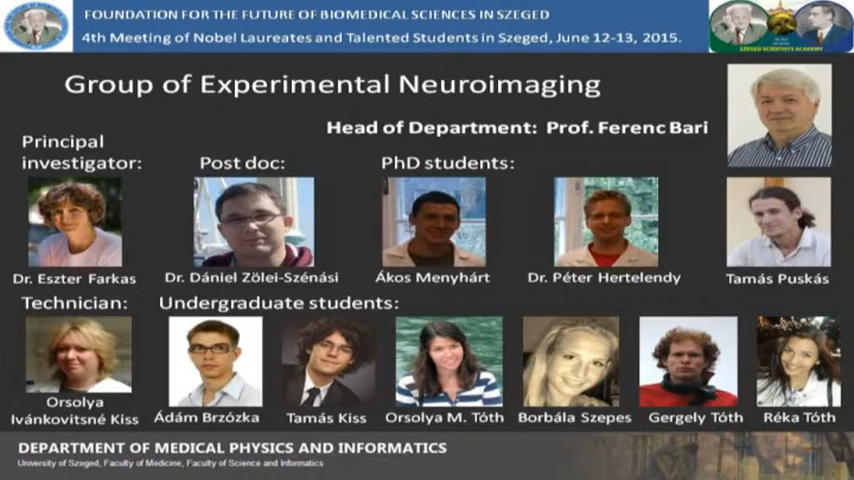 FOUNDATION FOR THE FUTURE OF BIOMEDICAL SCIENCES IN SZEGED
4th Meeting of Nobel Laureates and Talented Students in Szeged, June 12-13, 2015.
SZEGED SCIENTISTS ACADEMY
Group of Experimental Neuroimaging
Head of Department: Prof. Ferenc Bari
Principal
investigator:
Post doc:
PhD students:
Dr. Eszter Farkas
Dr. Dániel Zölei-Szénási
Ákos Menyhárt
Dr. Péter Hertelendy
Tamás Puskás
Technician:
Undergraduate students:
Orsolya
Ivánkovitsné Kiss
Ádám Brzózka
Tamás Kiss
Orsolya M. Tóth
Borbála Szepes
Gergely Tóth
Réka Tóth
DEPARTMENT OF MEDICAL PHYSICS AND INFORMATICS
University of Szeged, Faculty of Medicine, Faculty of Science and Informatics